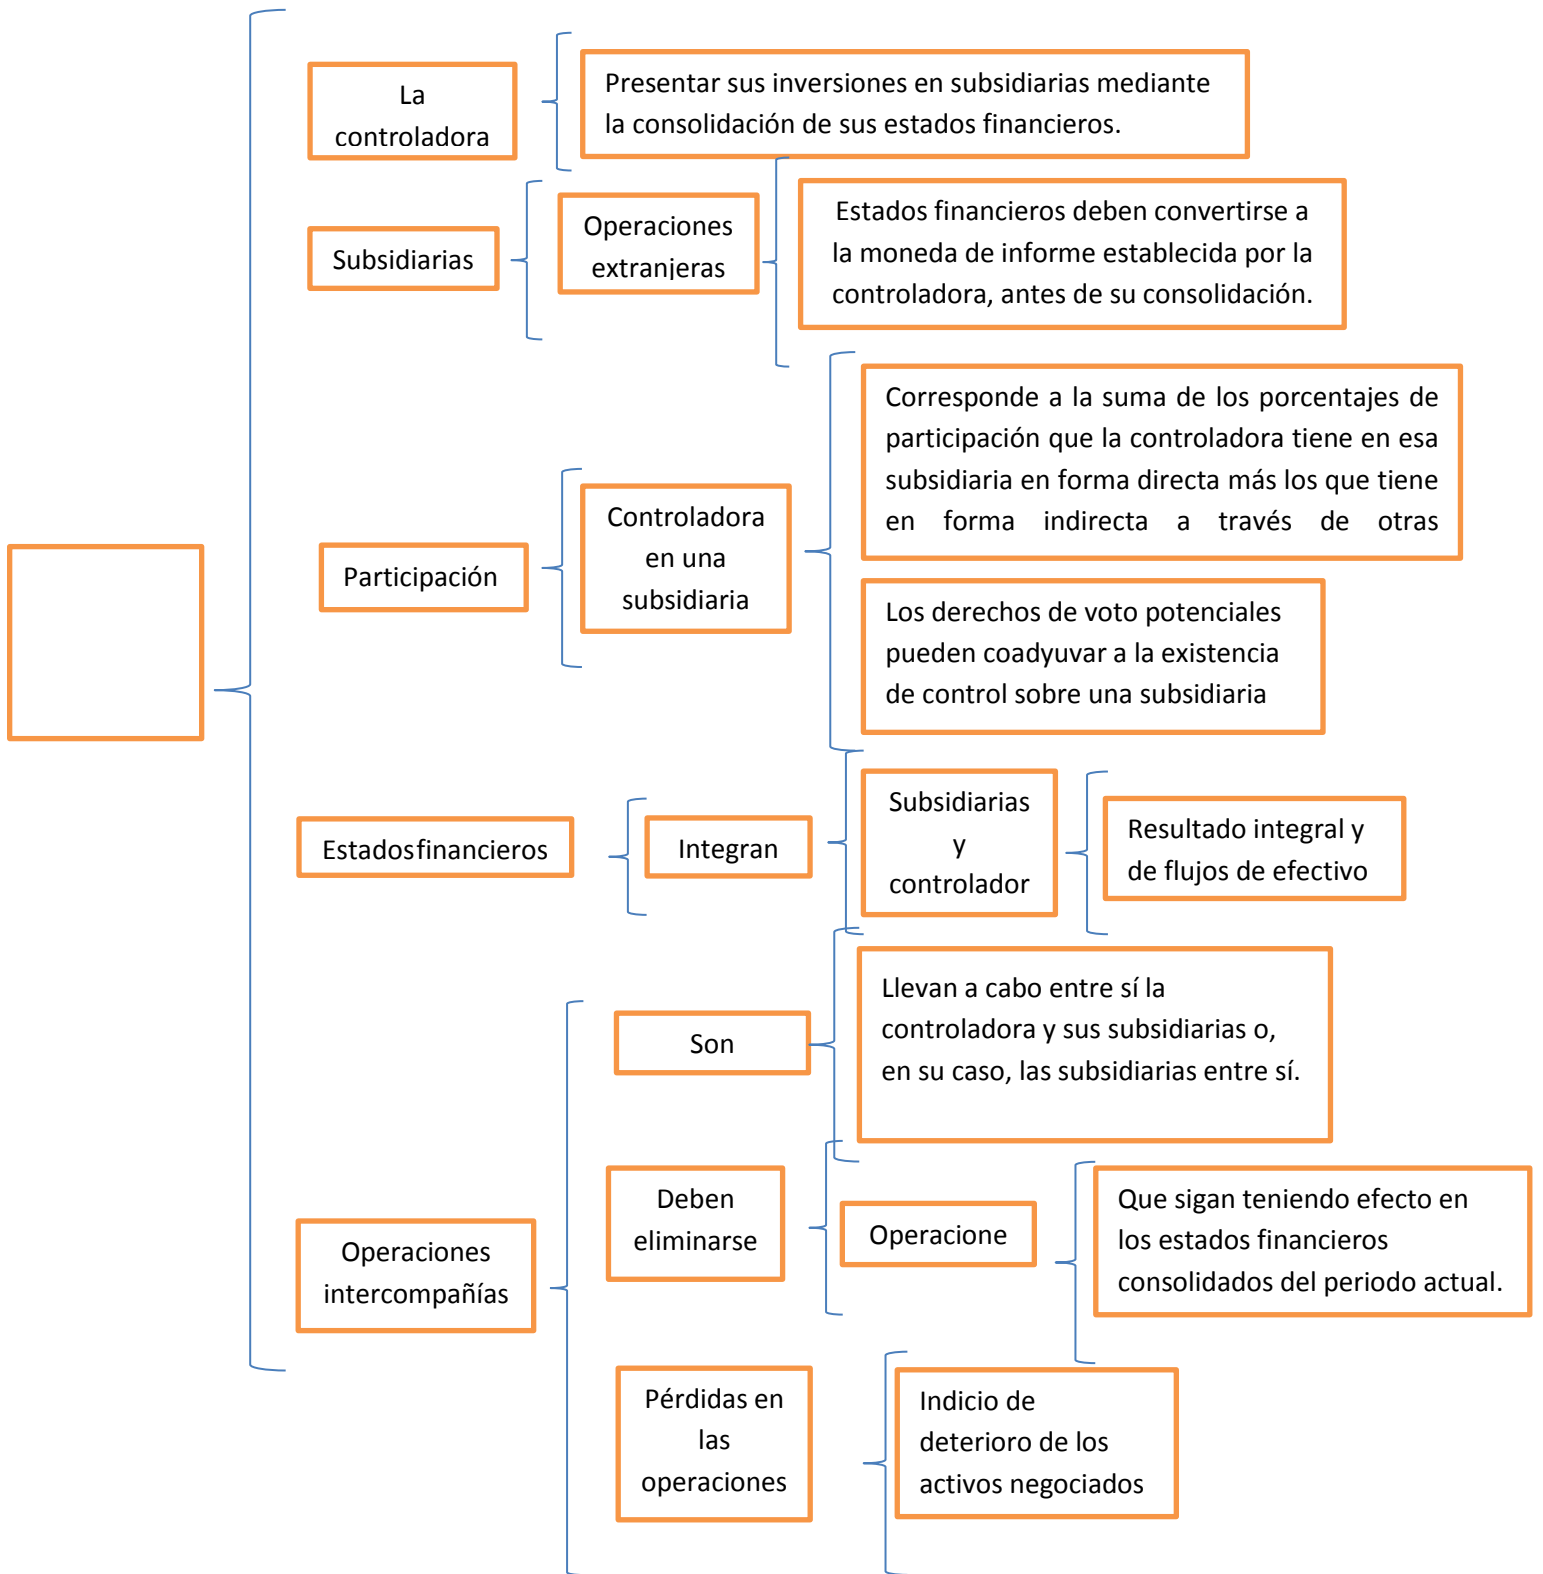 La
controladora
Presentar sus inversiones en subsidiarias mediante
la consolidación de sus estados financieros.
Subsidiarias
Operaciones
extranjeras
Estados financieros deben convertirse a
la moneda de informe establecida por la
controladora, antes de su consolidación.
Participación
Controladora
en una
subsidiaria
Corresponde a la suma de los porcentajes de
participación que la controladora tiene en esa
subsidiaria en forma directa más los que tiene
en forma indirecta a través de otras
Los derechos de voto potenciales
pueden coadyuvar a la existencia
de control sobre una subsidiaria
Estados financieros
Integran
Subsidiarias
y
controlador
Resultado integral y
de flujos de efectivo
Operaciones
intercompañías
Son
Llevan a cabo entre sí la
controladora y sus subsidiarias o,
en su caso, las subsidiarias entre sí.
Deben
eliminarse
Operacione
Que sigan teniendo efecto en
los estados financieros
consolidados del periodo actual.
Pérdidas en
las
operaciones
Indicio de
deterioro de los
activos negociados